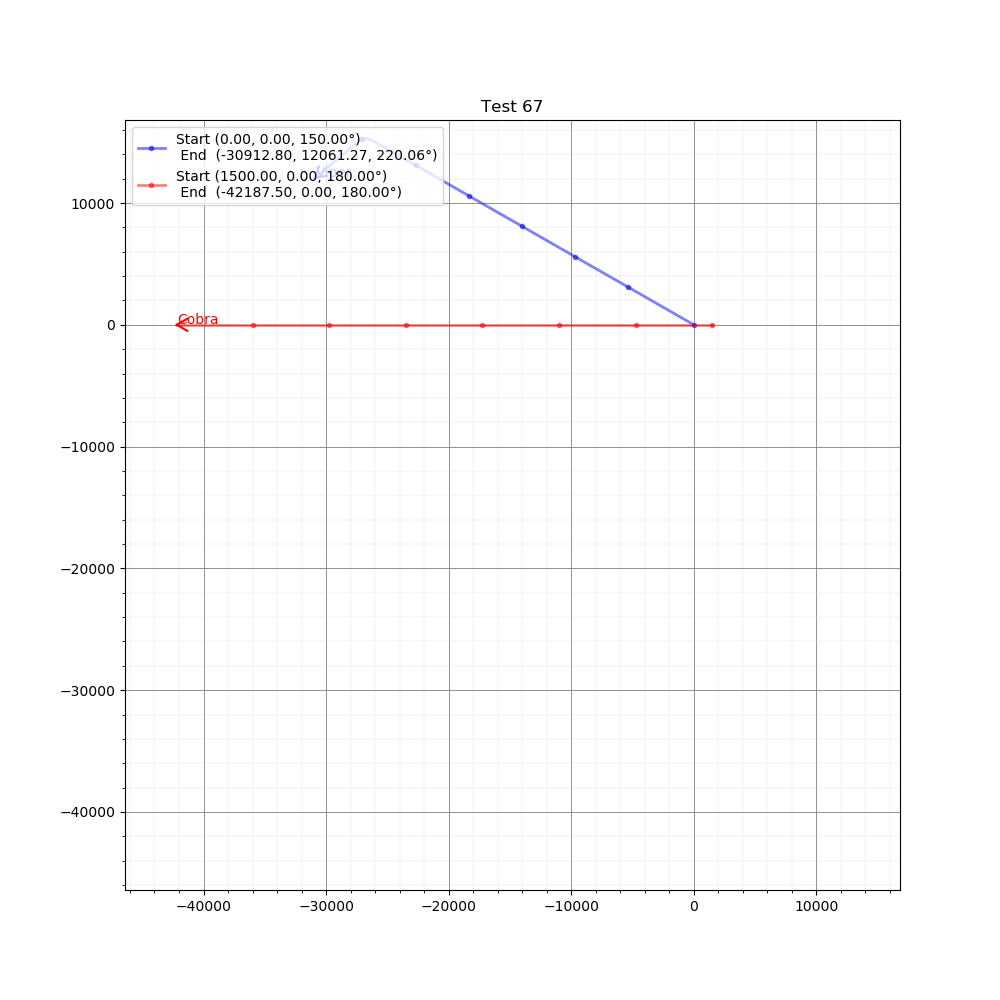 Test 67
Start (0.00, 0.00, 150.00°)
End  (-30912.80, 12061.27, 220.06°)
Start (1500.00, 0.00, 180.00°)
End  (-42187.50, 0.00, 180.00°)
10000
Cobra
0
−10000
−20000
−30000
−40000
−40000 −30000 −20000 −10000 0 10000